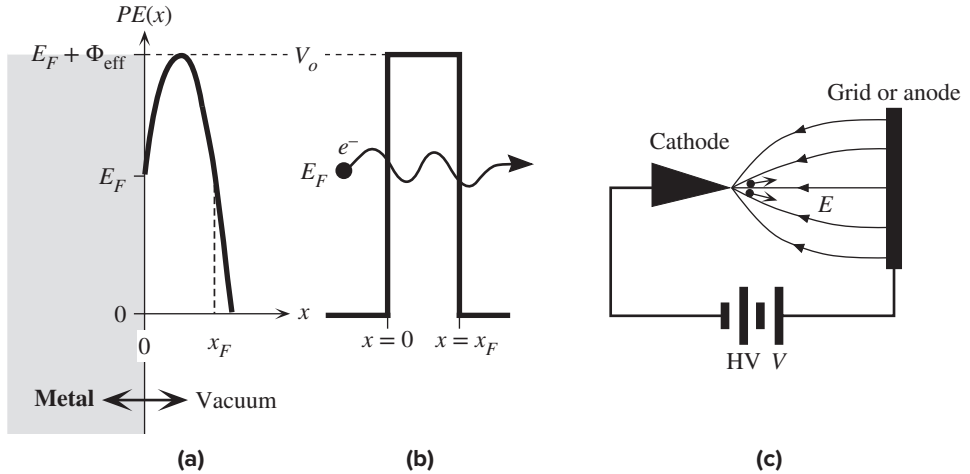 PE(x)
E_F + Φ_eff
V_o
E_F
0
x
0
x_F
Metal
Vacuum
(a)
e⁻
E_F
x = 0
x = x_F
(b)
Grid or anode
Cathode
E
HV
V
(c)